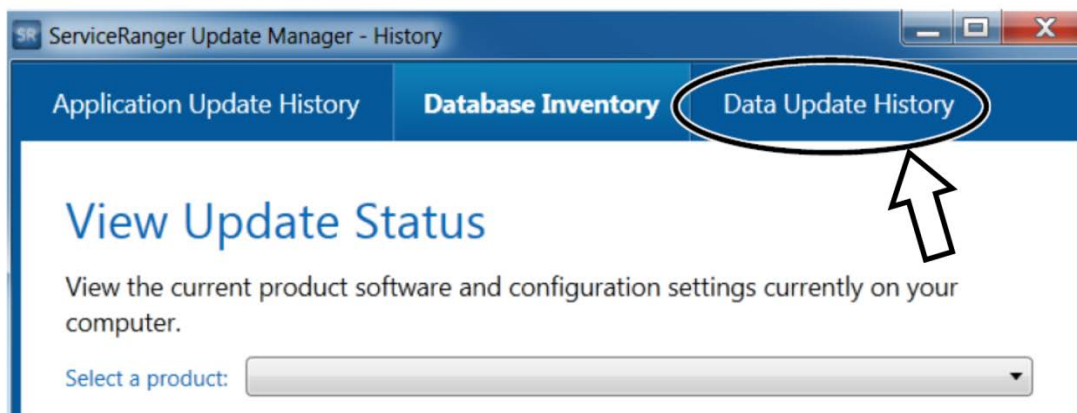 SR ServiceRanger Update Manager - History
Application Update History Database Inventory Data Update History
View Update Status
View the current product software and configuration settings currently on your
computer.
Select a product: